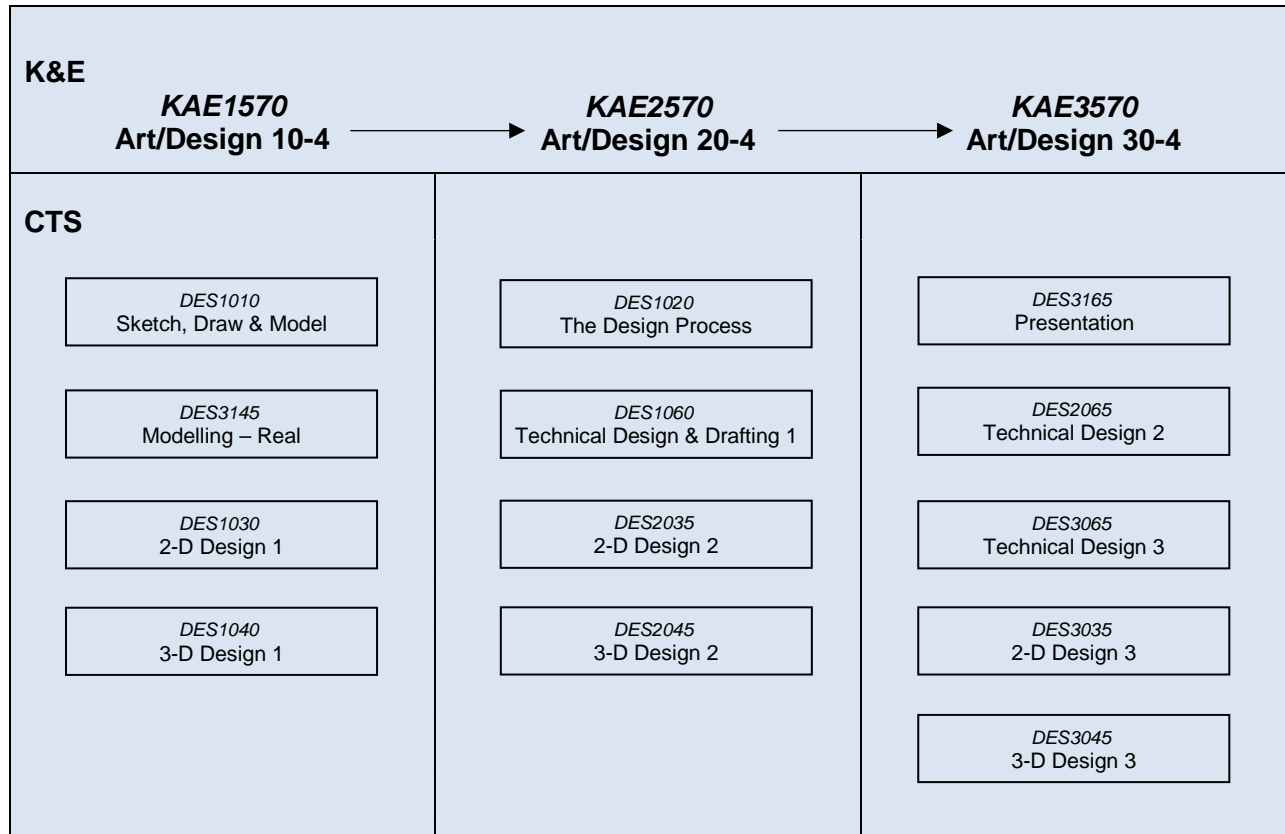 K&E
KAE1570
Art/Design 10-4
KAE2570
Art/Design 20-4
KAE3570
Art/Design 30-4
CTS
DES1010
Sketch, Draw & Model
DES3145
Modelling – Real
DES1030
2-D Design 1
DES1040
3-D Design 1
DES1020
The Design Process
DES1060
Technical Design & Drafting 1
DES2035
2-D Design 2
DES2045
3-D Design 2
DES3165
Presentation
DES2065
Technical Design 2
DES3065
Technical Design 3
DES3035
2-D Design 3
DES3045
3-D Design 3